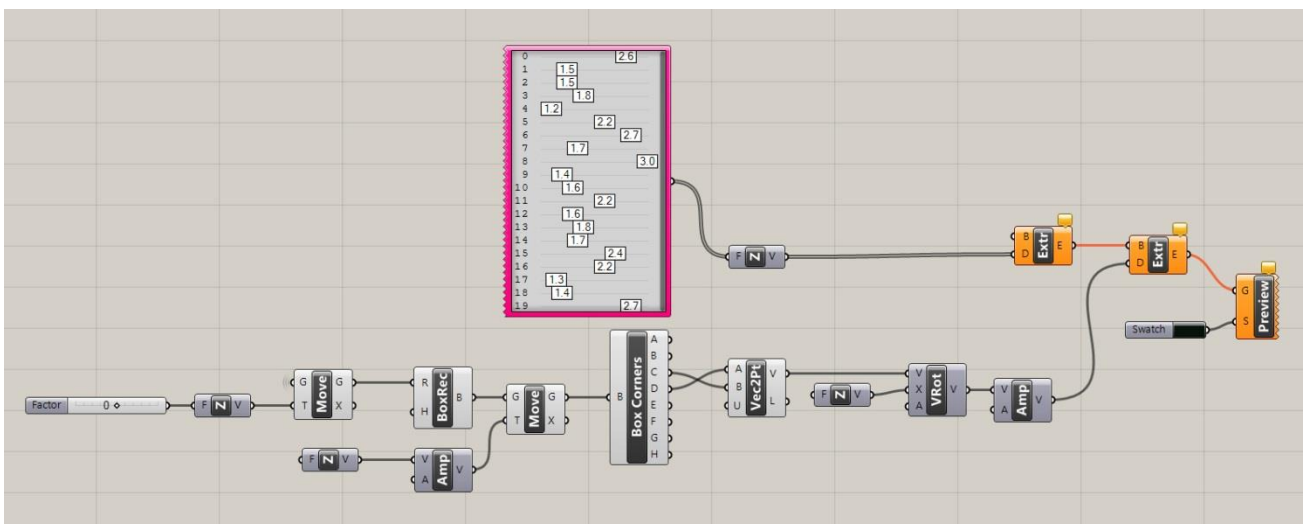 0 2.6
1 1.5
2 1.5
3 1.8
4 1.2
5 2.2
6 2.7
7 1.7
8 3.0
9 1.4
10 1.6
11 2.2
12 1.6
13 1.8
14 1.7
15 2.4
16 2.2
17 1.3
18 1.4
19 2.7
F Z V
B
D
Extr
E
B
D
Extr
E
G
S
Preview
Swatch
Factor 0
F Z V
G
T
Move
G
X
R
H
BoxRec
B
F Z V
V
A
Amp
V
G
T
Move
G
X
B
Box Corners
A
B
C
D
E
F
G
H
A
B
U
Vec2Pt
V
L
F Z V
V
X
A
VRot
V
V
A
Amp
V